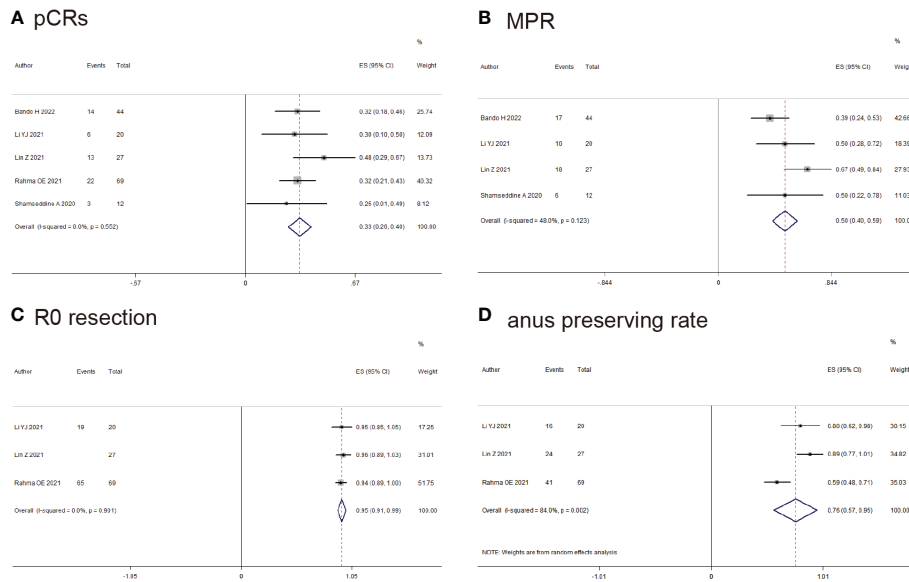 A pCRs
%
Author Events Total ES (95% CI) Weight
Bando H 2022 14 44 0.32 (0.18, 0.46) 25.74
Li YJ 2021 6 20 0.30 (0.10, 0.50) 12.09
Lin Z 2021 13 27 0.48 (0.29, 0.67) 13.73
Rahma OE 2021 22 69 0.32 (0.21, 0.43) 40.32
Shamseddine A 2020 3 12 0.25 (0.01, 0.49) 8.12
Overall (I-squared = 0.0%, p = 0.552) 0.33 (0.26, 0.40) 100.00
-.67 0 .67
B MPR
%
Author Events Total ES (95% CI) Weig
Bando H 2022 17 44 0.39 (0.24, 0.53) 42.66
Li YJ 2021 10 20 0.50 (0.28, 0.72) 18.39
Lin Z 2021 18 27 0.67 (0.49, 0.84) 27.93
Shamseddine A 2020 6 12 0.50 (0.22, 0.78) 11.03
Overall (I-squared = 48.0%, p = 0.123) 0.50 (0.40, 0.59) 100.0
-.844 0 .844
C R0 resection
%
Author Events Total ES (95% CI) Weight
Li YJ 2021 19 20 0.95 (0.85, 1.05) 17.25
Lin Z 2021 27 0.96 (0.89, 1.03) 31.01
Rahma OE 2021 65 69 0.94 (0.89, 1.00) 51.75
Overall (I-squared = 0.0%, p = 0.901) 0.95 (0.91, 0.99) 100.00
-1.05 0 1.05
D anus preserving rate
%
Author Events Total ES (95% CI) Weight
Li YJ 2021 16 20 0.80 (0.62, 0.98) 30.15
Lin Z 2021 24 27 0.89 (0.77, 1.01) 34.82
Rahma OE 2021 41 69 0.59 (0.48, 0.71) 35.03
Overall (I-squared = 84.0%, p = 0.002) 0.76 (0.57, 0.95) 100.00
NOTE: Weights are from random effects analysis
-1.01 0 1.01